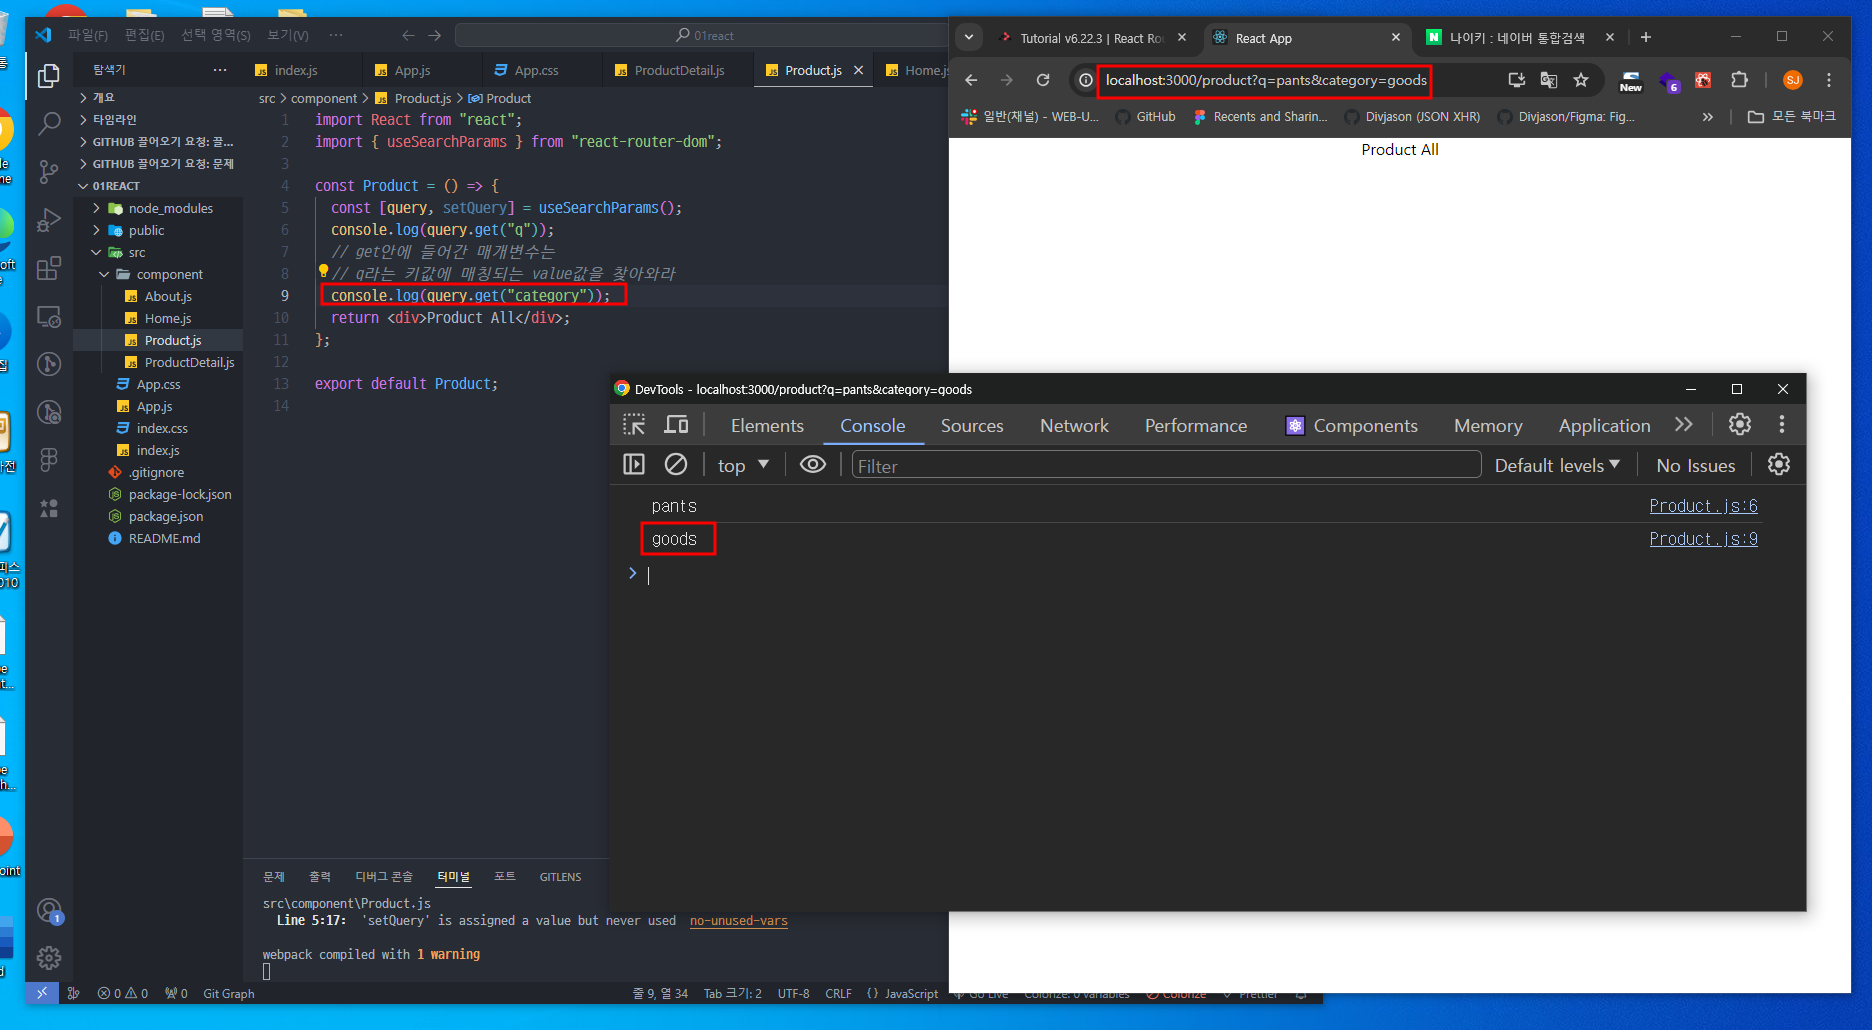 파일(F) 편집(E) 선택 영역(S) 보기(V) ··· 01react
탐색기 ···
index.js App.js App.css ProductDetail.js Product.js Home.js
src > component > Product.js > Product
개요
타임라인
GITHUB 끌어오기 요청: 끌...
GITHUB 끌어오기 요청: 문제
01REACT
node_modules
public
src
component
About.js
Home.js
Product.js
ProductDetail.js
App.css
App.js
index.css
index.js
.gitignore
package-lock.json
package.json
README.md
1 import React from "react";
2 import { useSearchParams } from "react-router-dom";
3
4 const Product = () => {
5 const [query, setQuery] = useSearchParams();
6 console.log(query.get("q"));
7 // get안에 들어간 매개변수는
8 // q라는 키값에 매칭되는 value값을 찾아와라
9 console.log(query.get("category"));
10 return <div>Product All</div>;
11 };
12
13 export default Product;
14
문제 출력 디버그 콘솔 터미널 포트 GITLENS
src\component\Product.js
Line 5:17: 'setQuery' is assigned a value but never used no-unused-vars
webpack compiled with 1 warning
1
0 0 0 Git Graph 줄 9, 열 34 Tab 크기: 2 UTF-8 CRLF {} JavaScript Go Live Colorize: 0 variables Colorize Prettier
Tutorial v6.22.3 | React Rou React App 나이키 : 네이버 통합검색
localhost:3000/product?q=pants&category=goods New 6 SJ
일반(채널) - WEB-U... GitHub Recents and Sharin... Divjason (JSON XHR) Divjason/Figma: Fig... » 모든 북마크
Product All
DevTools - localhost:3000/product?q=pants&category=goods
Elements Console Sources Network Performance Components Memory Application
top Filter Default levels No Issues
pants Product.js:6
goods Product.js:9
>